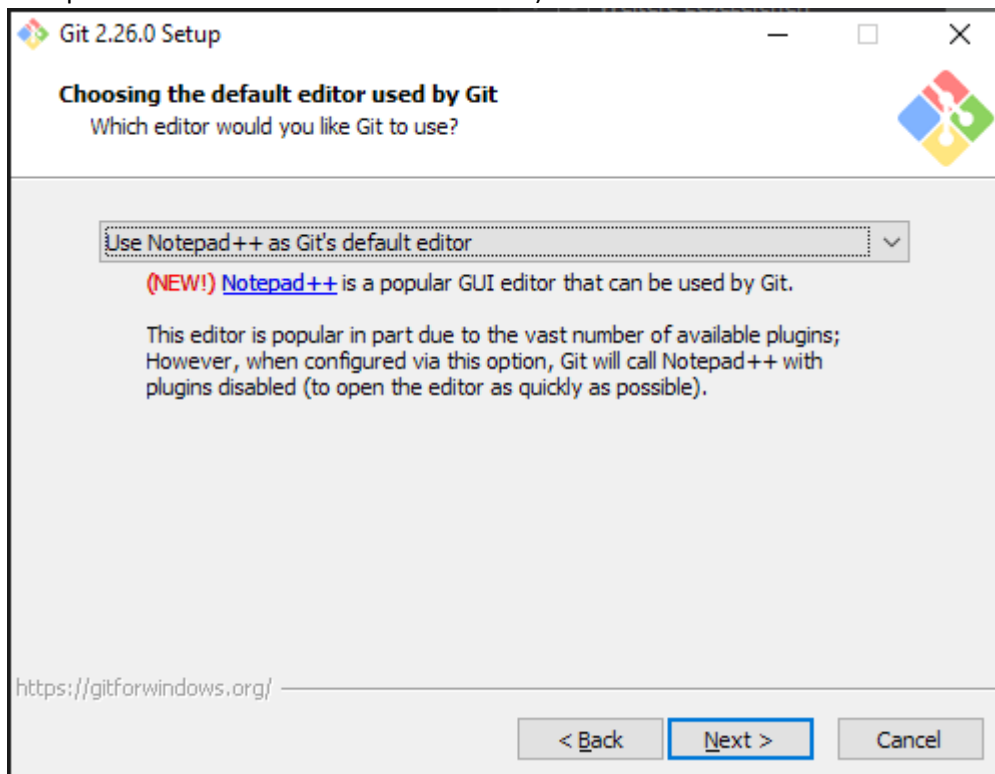 Git 2.26.0 Setup
Choosing the default editor used by Git
Which editor would you like Git to use?
Use Notepad++ as Git's default editor
(NEW!) Notepad++ is a popular GUI editor that can be used by Git.
This editor is popular in part due to the vast number of available plugins;
However, when configured via this option, Git will call Notepad++ with
plugins disabled (to open the editor as quickly as possible).
https://gitforwindows.org/
< Back Next > Cancel